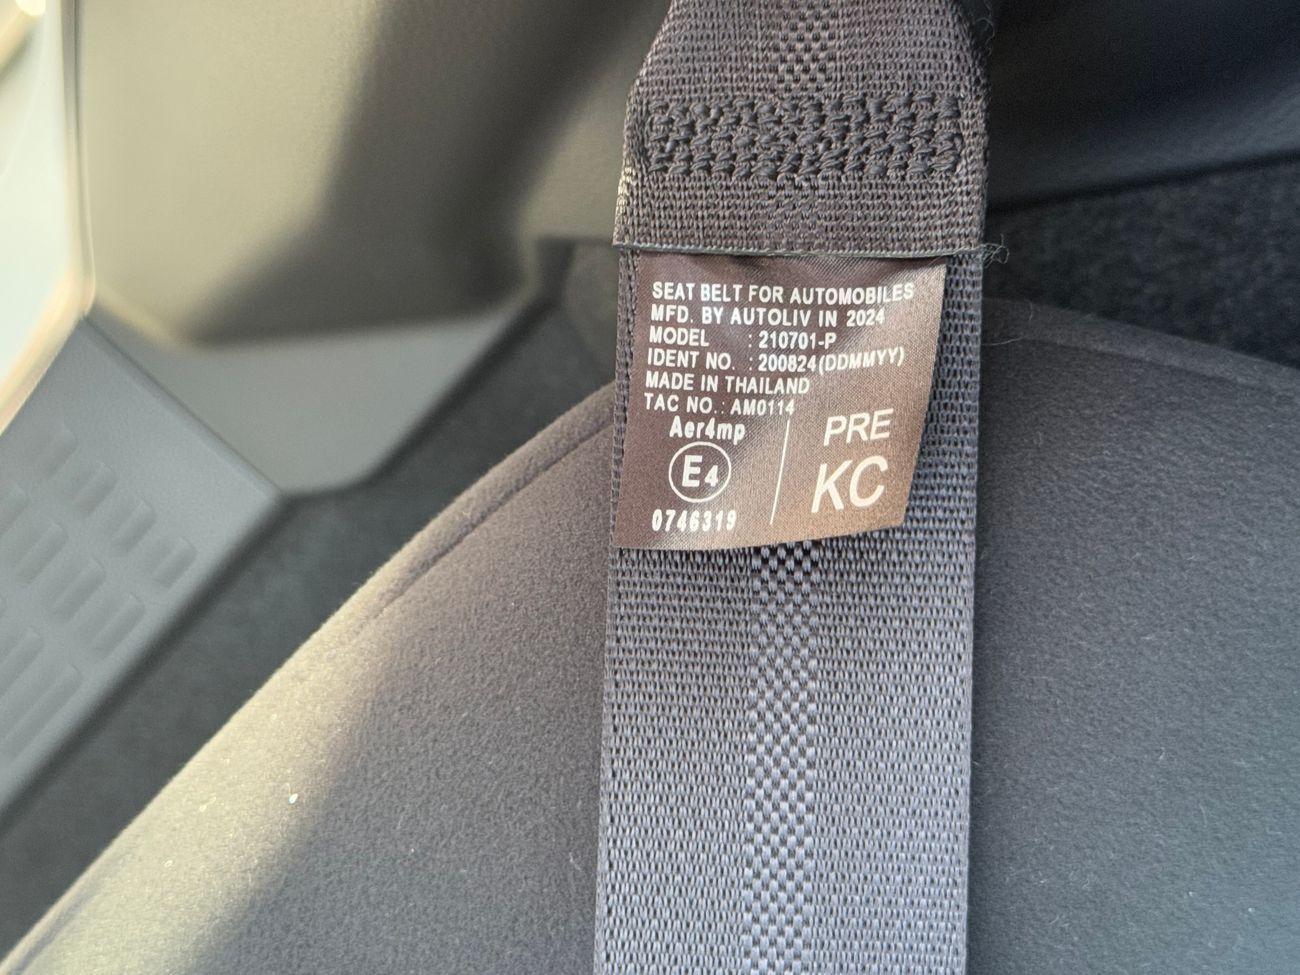 SEAT BELT FOR AUTOMOBILES
MFD. BY AUTOLIV IN 2024
MODEL : 210701-P
IDENT NO. : 200824(DDMMYY)
MADE IN THAILAND
TAC NO.: AM0114
Aer4mp
E4
0746319
PRE
KC